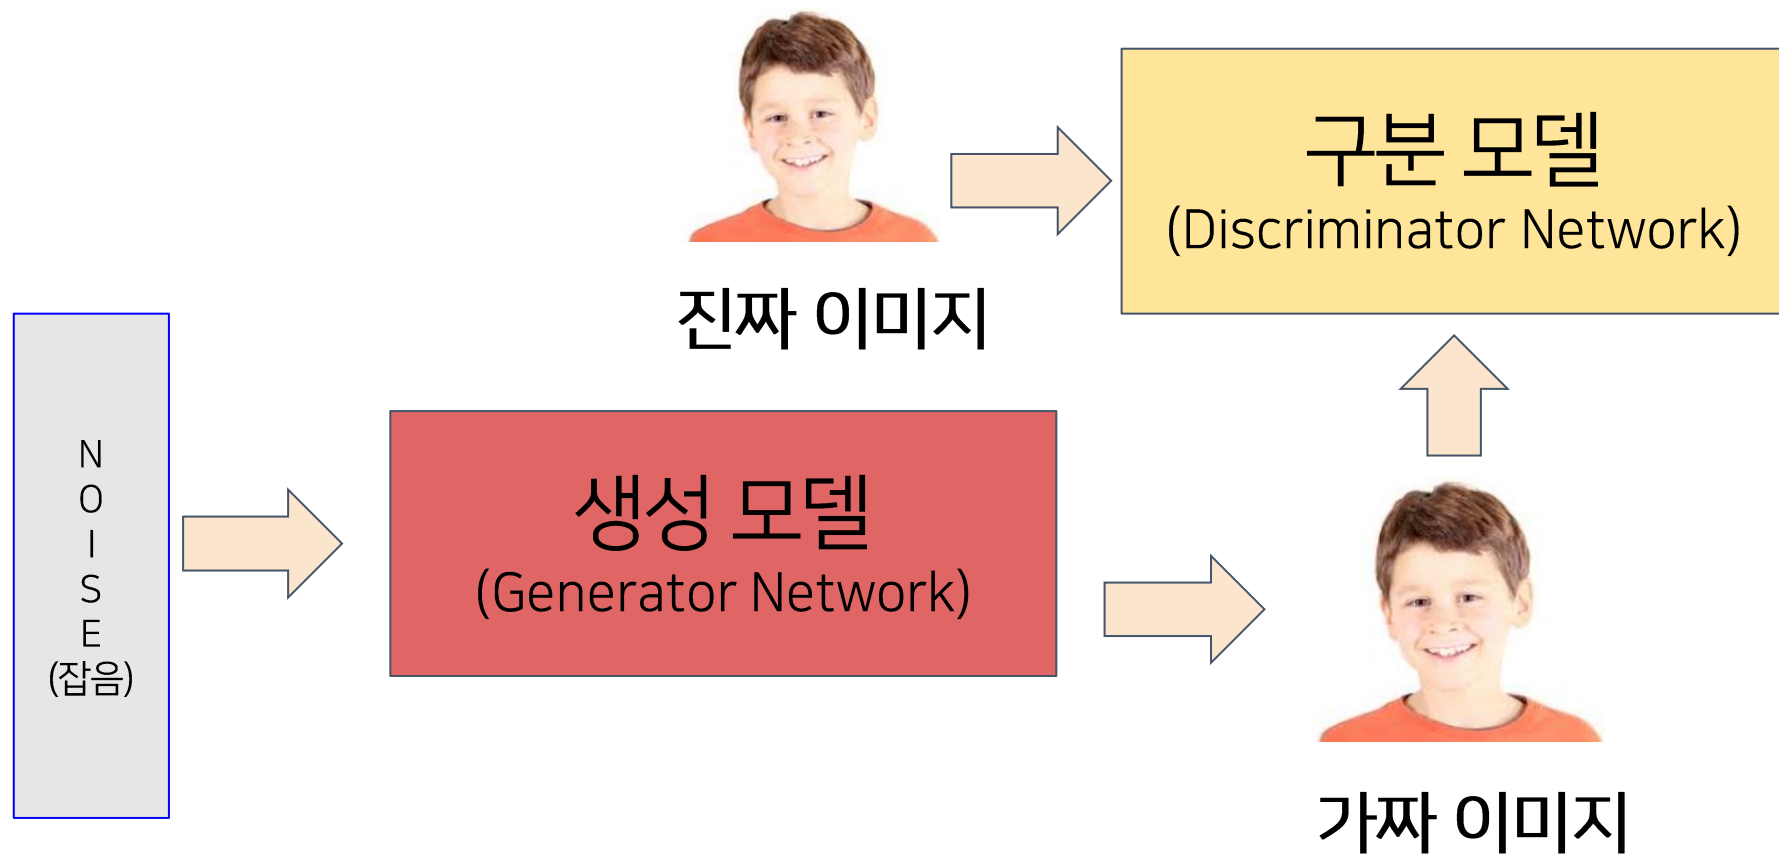 구분 모델
(Discriminator Network)
진짜 이미지
N
O
I
S
E
(잡음)
생성 모델
(Generator Network)
가짜 이미지